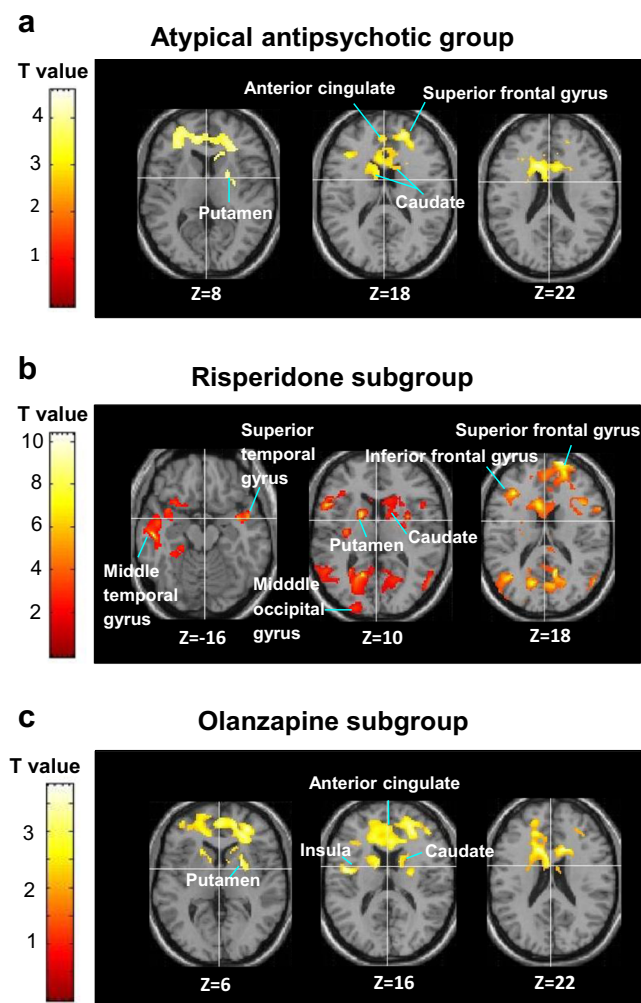 a
Atypical antipsychotic group
T value
4
3
2
1
Anterior cingulate
Superior frontal gyrus
Putamen
Caudate
Z=8
Z=18
Z=22
b
Risperidone subgroup
T value
10
8
6
4
2
Superior
temporal
gyrus
Superior frontal gyrus
Inferior frontal gyrus
Putamen
Caudate
Middle
temporal
gyrus
Midddle
occipital
gyrus
Z=-16
Z=10
Z=18
c
Olanzapine subgroup
T value
3
2
1
Anterior cingulate
Insula
Caudate
Putamen
Z=6
Z=16
Z=22